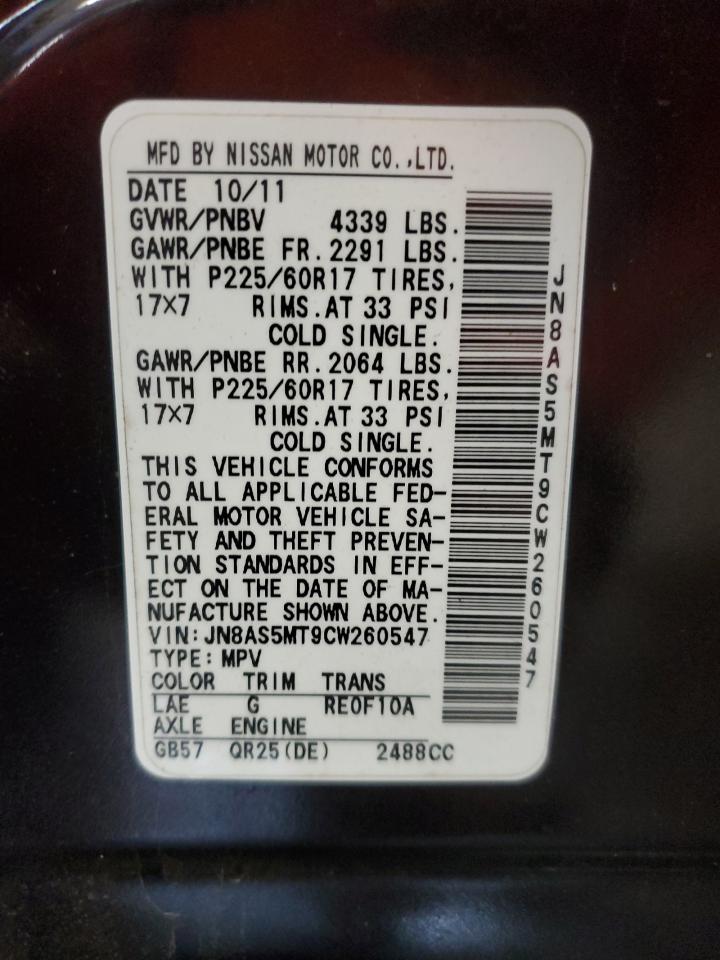 MFD BY NISSAN MOTOR CO.,LTD.
DATE 10/11
GVWR/PNBV 4339 LBS.
GAWR/PNBE FR.2291 LBS.
WITH P225/60R17 TIRES,
17X7 RIMS.AT 33 PSI
COLD SINGLE.
GAWR/PNBE RR.2064 LBS.
WITH P225/60R17 TIRES,
17X7 RIMS.AT 33 PSI
COLD SINGLE.
THIS VEHICLE CONFORMS
TO ALL APPLICABLE FED-
ERAL MOTOR VEHICLE SA-
FETY AND THEFT PREVEN-
TION STANDARDS IN EFF-
ECT ON THE DATE OF MA-
NUFACTURE SHOWN ABOVE.
VIN:JN8AS5MT9CW260547
TYPE:MPV
COLOR TRIM TRANS
LAE G RE0F10A
AXLE ENGINE
GB57 QR25(DE) 2488CC
JN8AS5MT9CW260547